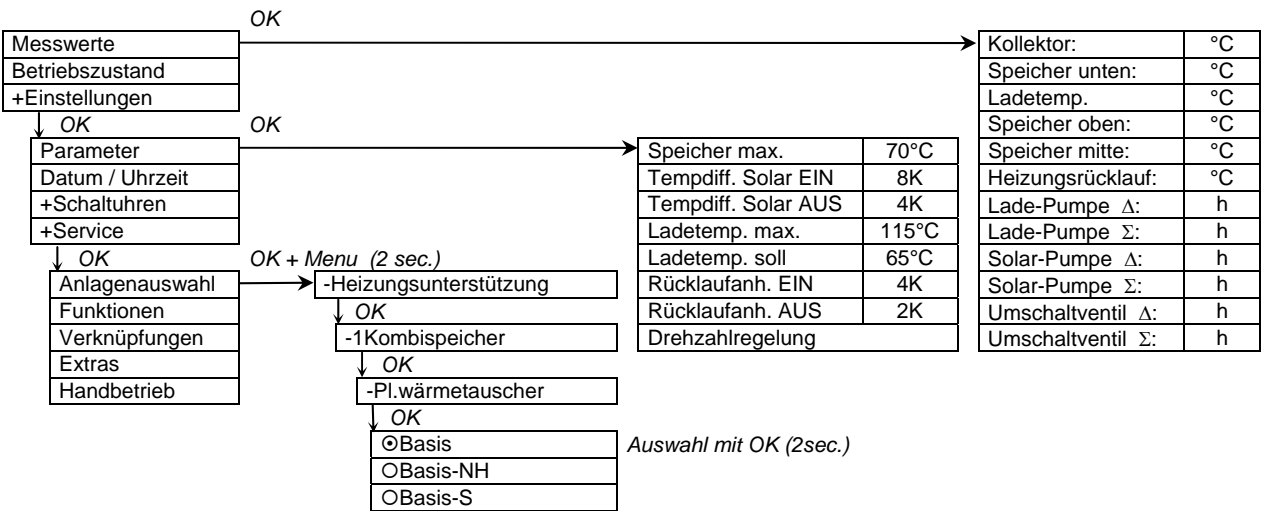 OK
Messwerte
Betriebszustand
+Einstellungen
OK
OK
Parameter
Datum / Uhrzeit
+Schaltuhren
+Service
OK
OK + Menu (2 sec.)
Anlagenauswahl
Funktionen
Verknüpfungen
Extras
Handbetrieb
-Heizungsunterstützung
OK
-1Kombispeicher
OK
-Pl.wärmetauscher
OK
⊙Basis
○Basis-NH
○Basis-S
Auswahl mit OK (2sec.)
Speicher max. 70°C
Tempdiff. Solar EIN 8K
Tempdiff. Solar AUS 4K
Ladetemp. max. 115°C
Ladetemp. soll 65°C
Rücklaufanh. EIN 4K
Rücklaufanh. AUS 2K
Drehzahlregelung
Kollektor: °C
Speicher unten: °C
Ladetemp. °C
Speicher oben: °C
Speicher mitte: °C
Heizungsrücklauf: °C
Lade-Pumpe Δ: h
Lade-Pumpe Σ: h
Solar-Pumpe Δ: h
Solar-Pumpe Σ: h
Umschaltventil Δ: h
Umschaltventil Σ: h